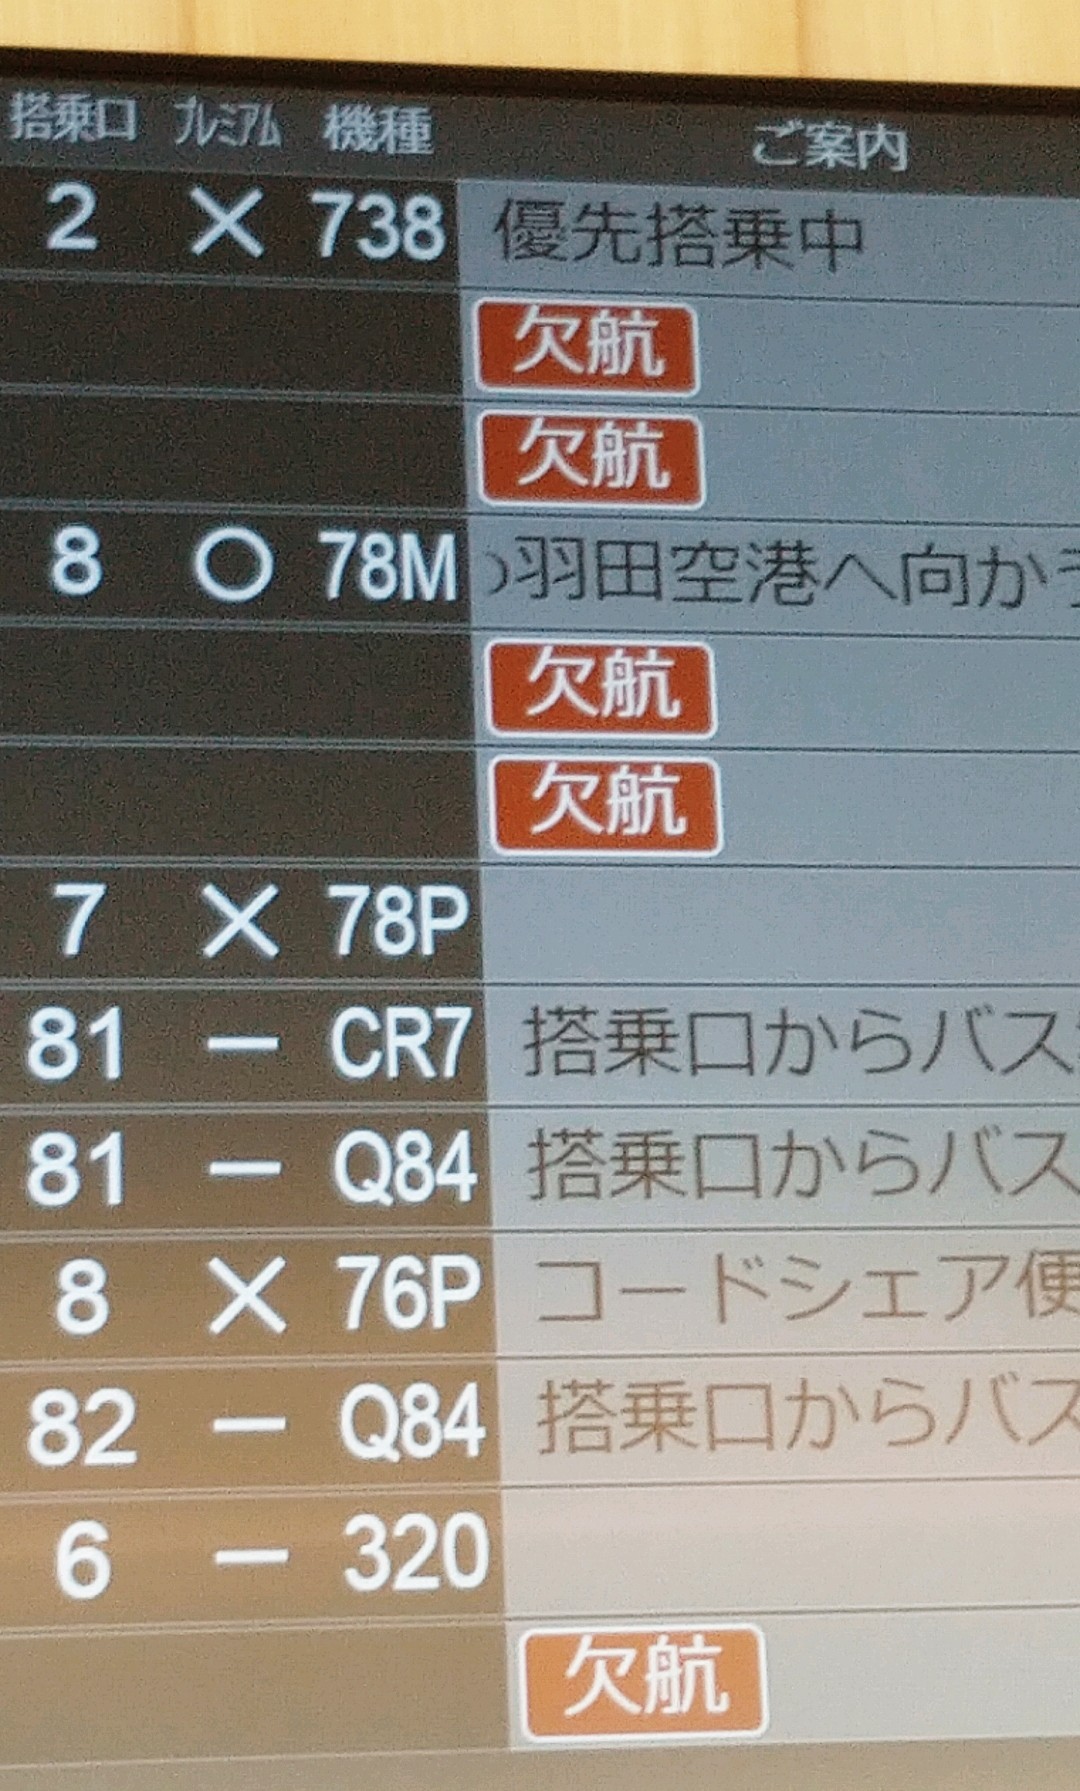 搭乗口 プレミアム 機種 ご案内
2 × 738 優先搭乗中
欠航
欠航
8 ○ 78M 羽田空港へ向かう
欠航
欠航
7 × 78P
81 － CR7 搭乗口からバス
81 － Q84 搭乗口からバス
8 × 76P コードシェア便
82 － Q84 搭乗口からバス
6 － 320
欠航